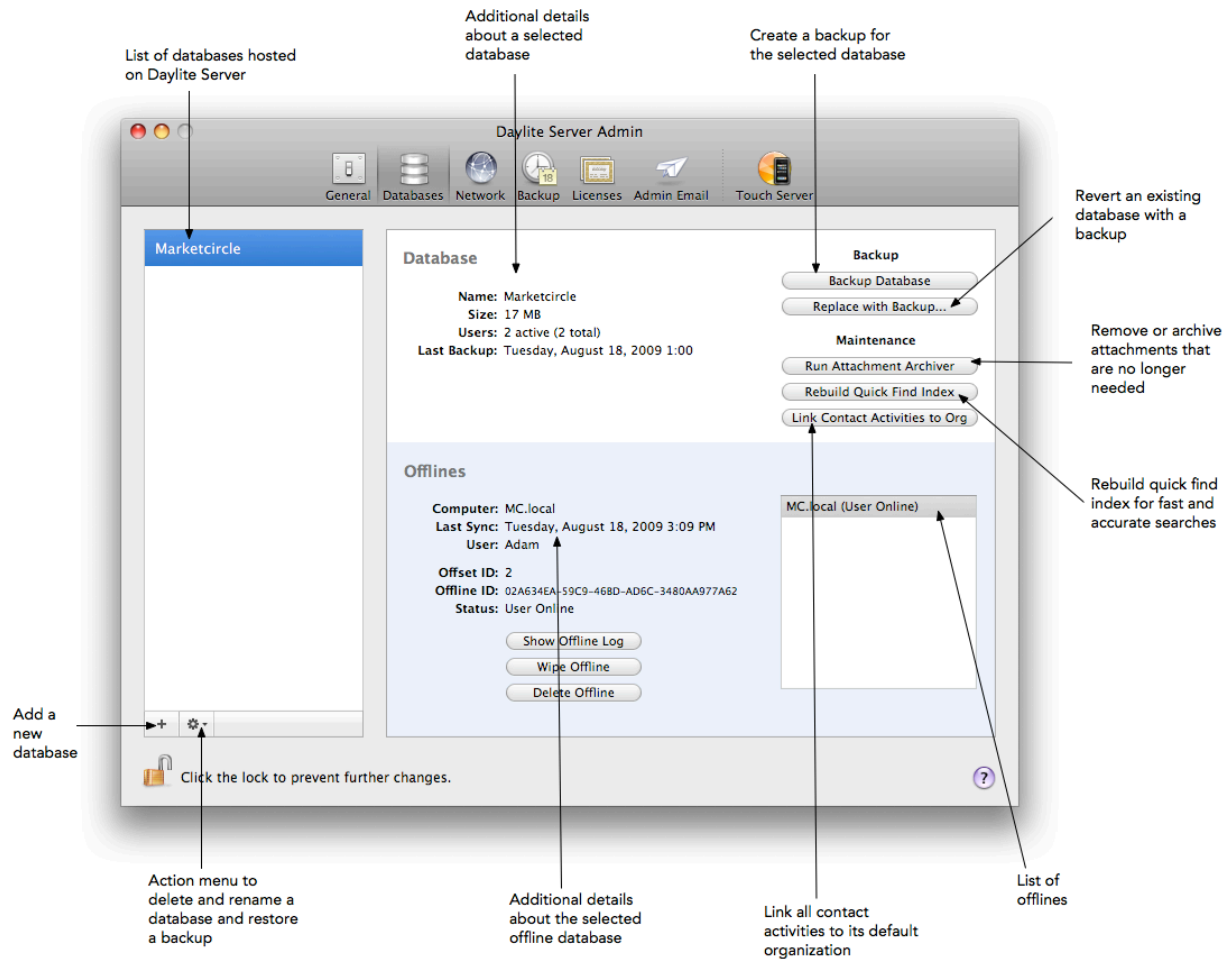 Additional details
about a selected
database
Create a backup for
the selected database
List of databases hosted
on Daylite Server
Daylite Server Admin
18
General
Databases
Network
Backup
Licenses
Admin Email
Touch Server
Revert an existing
database with a
backup
Marketcircle
Database
Name: Marketcircle
Size: 17 MB
Users: 2 active (2 total)
Last Backup: Tuesday, August 18, 2009 1:00
Backup
Backup Database
Replace with Backup...
Maintenance
Run Attachment Archiver
Rebuild Quick Find Index
Link Contact Activities to Org
Remove or archive
attachments that
are no longer
needed
Offlines
Computer: MC.local
Last Sync: Tuesday, August 18, 2009 3:09 PM
User: Adam
Offset ID: 2
Offline ID: 02A634EA-59C9-46BD-AD6C-3480AA977A62
Status: User Online
Show Offline Log
Wipe Offline
Delete Offline
MC.local (User Online)
Rebuild quick find
index for fast and
accurate searches
Add a
new
database
+
Click the lock to prevent further changes.
?
Action menu to
delete and rename a
database and restore
a backup
Additional details
about the selected
offline database
Link all contact
activities to its default
organization
List of
offlines